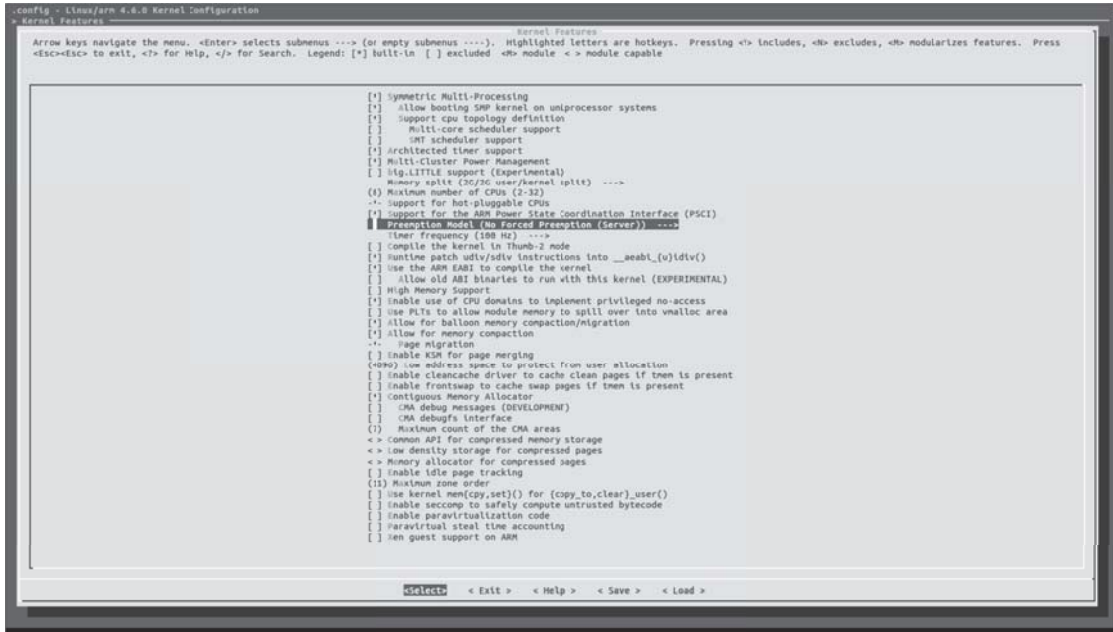 .config - Linux/arm 4.6.0 Kernel Configuration
> Kernel Features
Kernel Features
Arrow keys navigate the menu. <Enter> selects submenus ---> (or empty submenus ----). Highlighted letters are hotkeys. Pressing <Y> includes, <N> excludes, <M> modularizes features. Press
<Esc><Esc> to exit, <?> for Help, </> for Search. Legend: [*] built-in [ ] excluded <M> module < > module capable
[*] Symmetric Multi-Processing
[*] Allow booting SMP kernel on uniprocessor systems
[*] Support cpu topology definition
[ ] Multi-core scheduler support
[ ] SMT scheduler support
[*] Architected timer support
[*] Multi-Cluster Power Management
[ ] big.LITTLE support (Experimental)
Memory split (2G/2G user/kernel split) --->
(8) Maximum number of CPUs (2-32)
-*- Support for hot-pluggable CPUs
[*] Support for the ARM Power State Coordination Interface (PSCI)
Preemption Model (No Forced Preemption (Server)) --->
Timer frequency (100 Hz) --->
[ ] Compile the kernel in Thumb-2 mode
[*] Runtime patch udiv/sdiv instructions into __aeabi_{u}idiv()
[*] Use the ARM EABI to compile the kernel
[ ] Allow old ABI binaries to run with this kernel (EXPERIMENTAL)
[ ] High Memory Support
[*] Enable use of CPU domains to implement privileged no-access
[ ] Use PLTs to allow module memory to spill over into vmalloc area
[*] Allow for balloon memory compaction/migration
[*] Allow for memory compaction
-*- Page migration
[ ] Enable KSM for page merging
(4096) Low address space to protect from user allocation
[ ] Enable cleancache driver to cache clean pages if tmem is present
[ ] Enable frontswap to cache swap pages if tmem is present
[*] Contiguous Memory Allocator
[ ] CMA debug messages (DEVELOPMENT)
[ ] CMA debugfs interface
(7) Maximum count of the CMA areas
< > Common API for compressed memory storage
< > Low density storage for compressed pages
< > Memory allocator for compressed pages
[ ] Enable idle page tracking
(11) Maximum zone order
[ ] Use kernel mem{cpy,set}() for {copy_to,clear}_user()
[ ] Enable seccomp to safely compute untrusted bytecode
[ ] Enable paravirtualization code
[ ] Paravirtual steal time accounting
[ ] Xen guest support on ARM
<Select> < Exit > < Help > < Save > < Load >